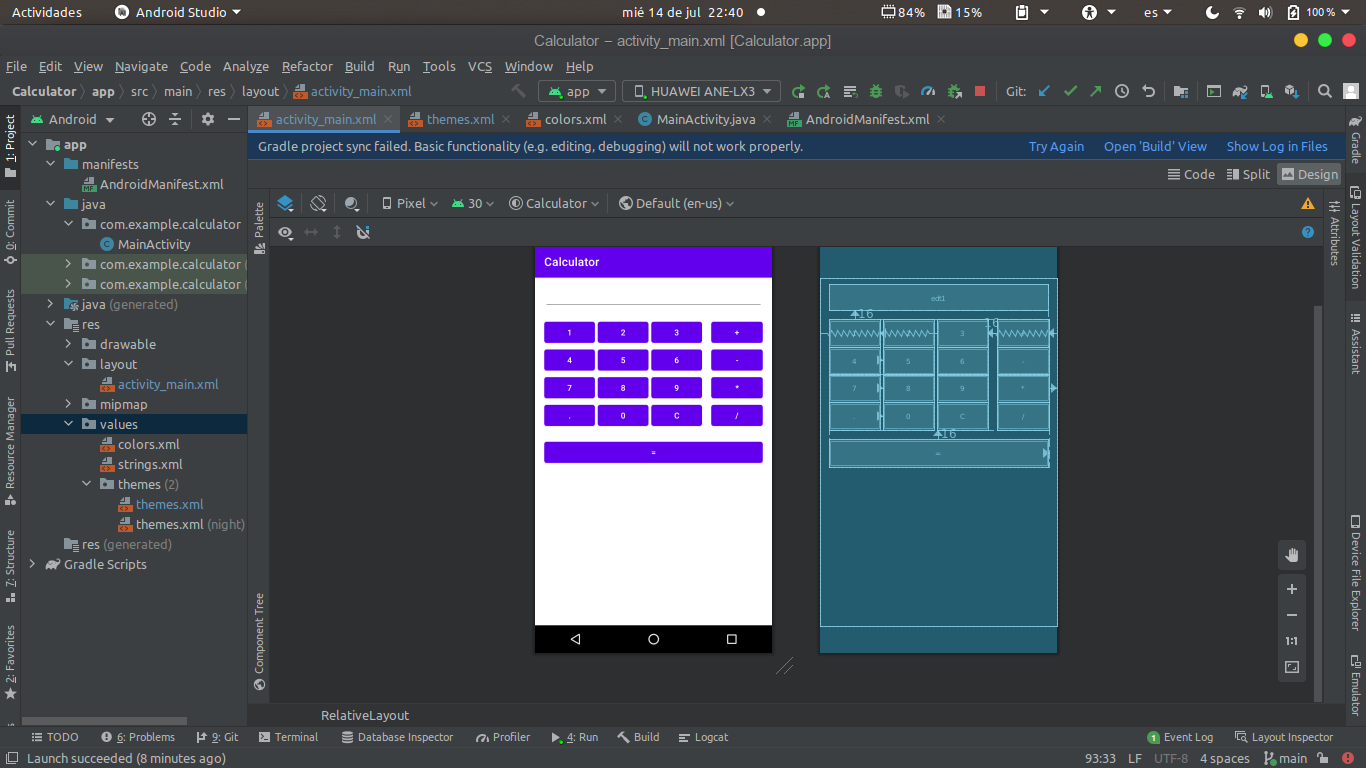 Actividades Android Studio mié 14 de jul 22:40 84% 15% es 100%
Calculator – activity_main.xml [Calculator.app]
File Edit View Navigate Code Analyze Refactor Build Run Tools VCS Window Help
Calculator app src main res layout activity_main.xml app HUAWEI ANE-LX3 Git:
Android activity_main.xml themes.xml colors.xml MainActivity.java AndroidManifest.xml
Gradle project sync failed. Basic functionality (e.g. editing, debugging) will not work properly. Try Again Open 'Build' View Show Log in Files
Code Split Design
Pixel 30 Calculator Default (en-us)
1: Project
0: Commit
Pull Requests
Resource Manager
7: Structure
2: Favorites
app
manifests
AndroidManifest.xml
java
com.example.calculator
MainActivity
com.example.calculator (
com.example.calculator (
java (generated)
res
drawable
layout
activity_main.xml
mipmap
values
colors.xml
strings.xml
themes (2)
themes.xml
themes.xml (night)
res (generated)
Gradle Scripts
Palette
Component Tree
Calculator
1 2 3 +
4 5 6 -
7 8 9 *
. 0 C /
=
edt1
16
16
3
4 5 6 -
7 8 9 *
. 0 C /
16
=
1:1
Attributes
Gradle
Layout Validation
Assistant
Device File Explorer
Emulator
RelativeLayout
TODO 6: Problems 9: Git Terminal Database Inspector Profiler 4: Run Build Logcat 1 Event Log Layout Inspector
Launch succeeded (8 minutes ago) 93:33 LF UTF-8 4 spaces main